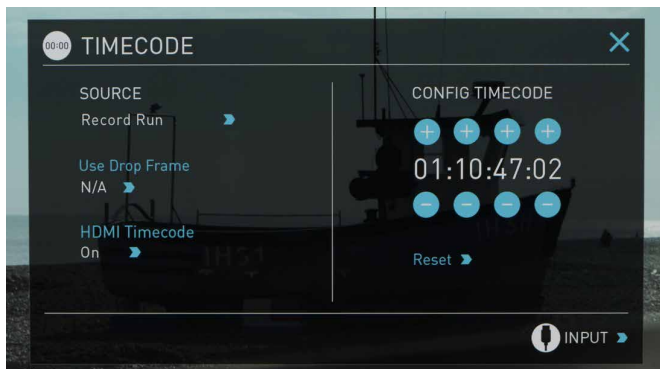 00:00 TIMECODE
SOURCE
Record Run
Use Drop Frame
N/A
HDMI Timecode
On
CONFIG TIMECODE
01:10:47:02
Reset
INPUT